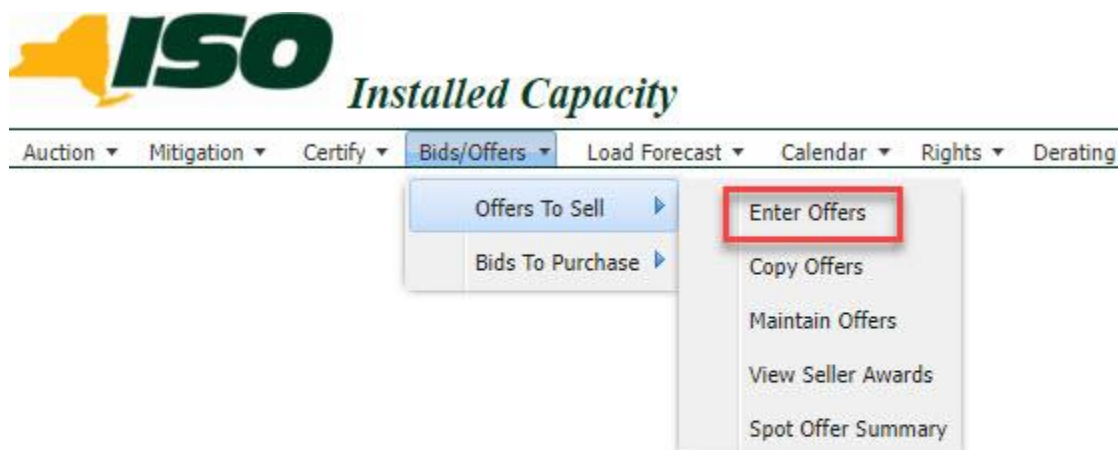 ISO
Installed Capacity
Auction Mitigation Certify Bids/Offers Load Forecast Calendar Rights Derating
Offers To Sell Enter Offers
Bids To Purchase Copy Offers
Maintain Offers
View Seller Awards
Spot Offer Summary